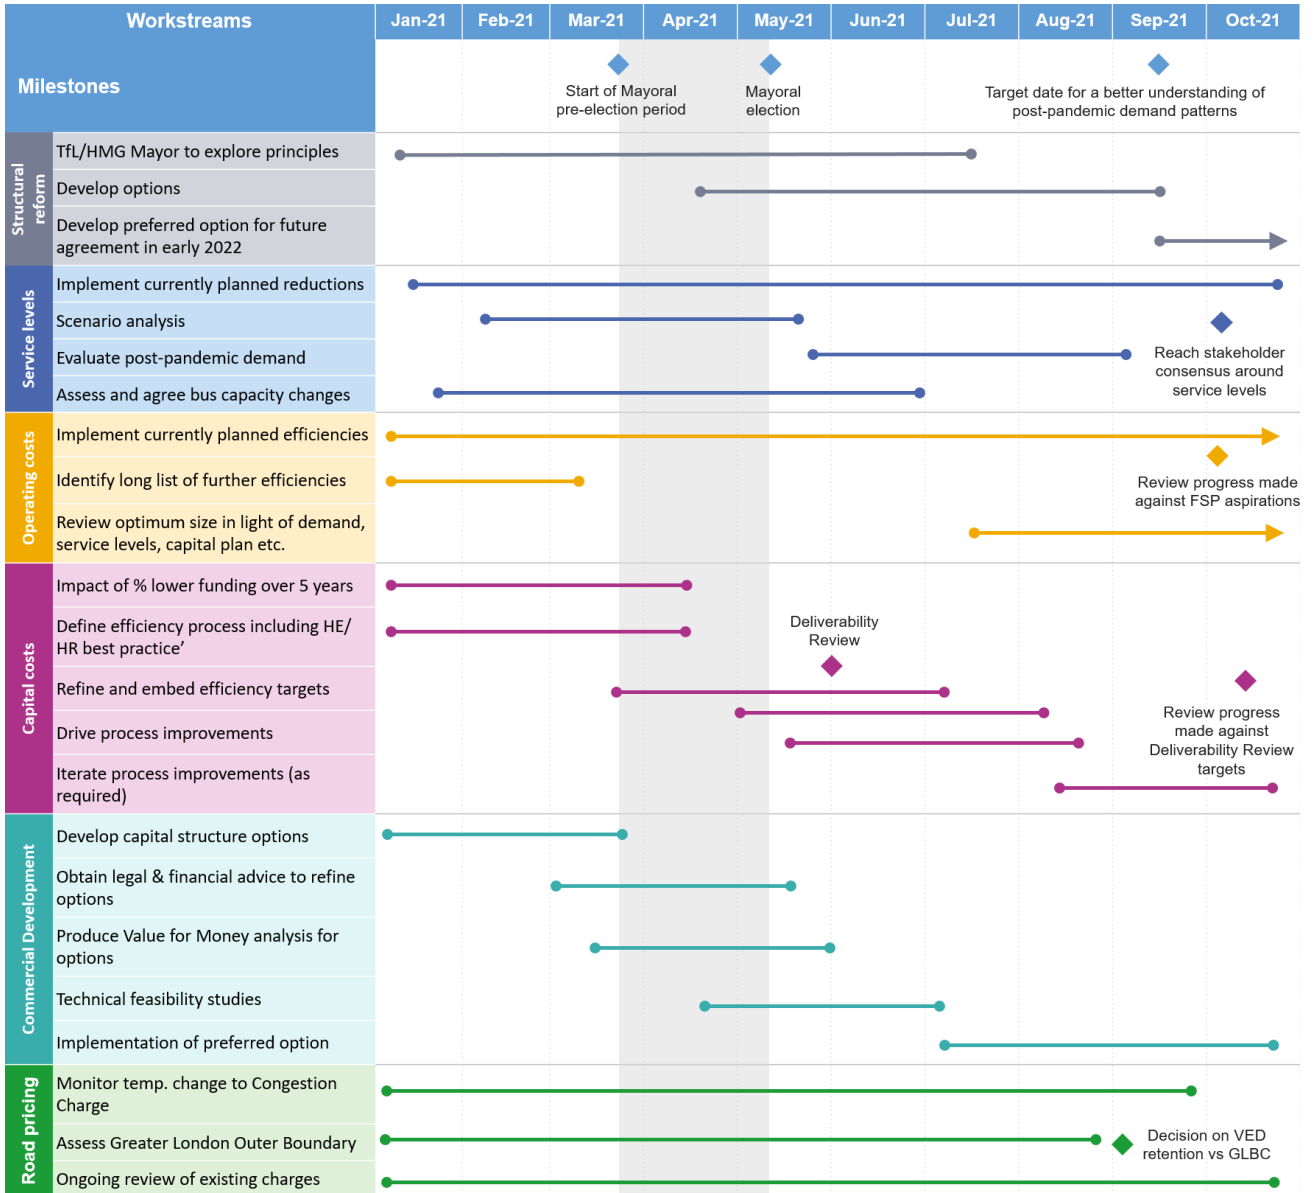 Workstreams
Jan-21
Feb-21
Mar-21
Apr-21
May-21
Jun-21
Jul-21
Aug-21
Sep-21
Oct-21
Milestones
Start of Mayoral
pre-election period
Mayoral
election
Target date for a better understanding of
post-pandemic demand patterns
Structural
reform
TfL/HMG Mayor to explore principles
Develop options
Develop preferred option for future
agreement in early 2022
Service levels
Implement currently planned reductions
Scenario analysis
Evaluate post-pandemic demand
Assess and agree bus capacity changes
Reach stakeholder
consensus around
service levels
Operating costs
Implement currently planned efficiencies
Identify long list of further efficiencies
Review optimum size in light of demand,
service levels, capital plan etc.
Review progress made
against FSP aspirations
Capital costs
Impact of % lower funding over 5 years
Define efficiency process including HE/
HR best practice’
Refine and embed efficiency targets
Drive process improvements
Iterate process improvements (as
required)
Deliverability
Review
Review progress
made against
Deliverability Review
targets
Commercial Development
Develop capital structure options
Obtain legal & financial advice to refine
options
Produce Value for Money analysis for
options
Technical feasibility studies
Implementation of preferred option
Road pricing
Monitor temp. change to Congestion
Charge
Assess Greater London Outer Boundary
Ongoing review of existing charges
Decision on VED
retention vs GLBC